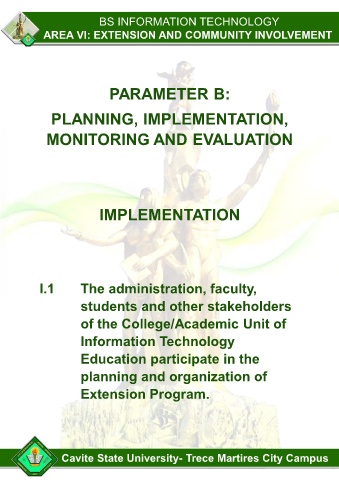 BS INFORMATION TECHNOLOGY
AREA VI: EXTENSION AND COMMUNITY INVOLVEMENT
PARAMETER B:
PLANNING, IMPLEMENTATION,
MONITORING AND EVALUATION
IMPLEMENTATION
I.1 The administration, faculty,
students and other stakeholders
of the College/Academic Unit of
Information Technology
Education participate in the
planning and organization of
Extension Program.
Cavite State University- Trece Martires City Campus